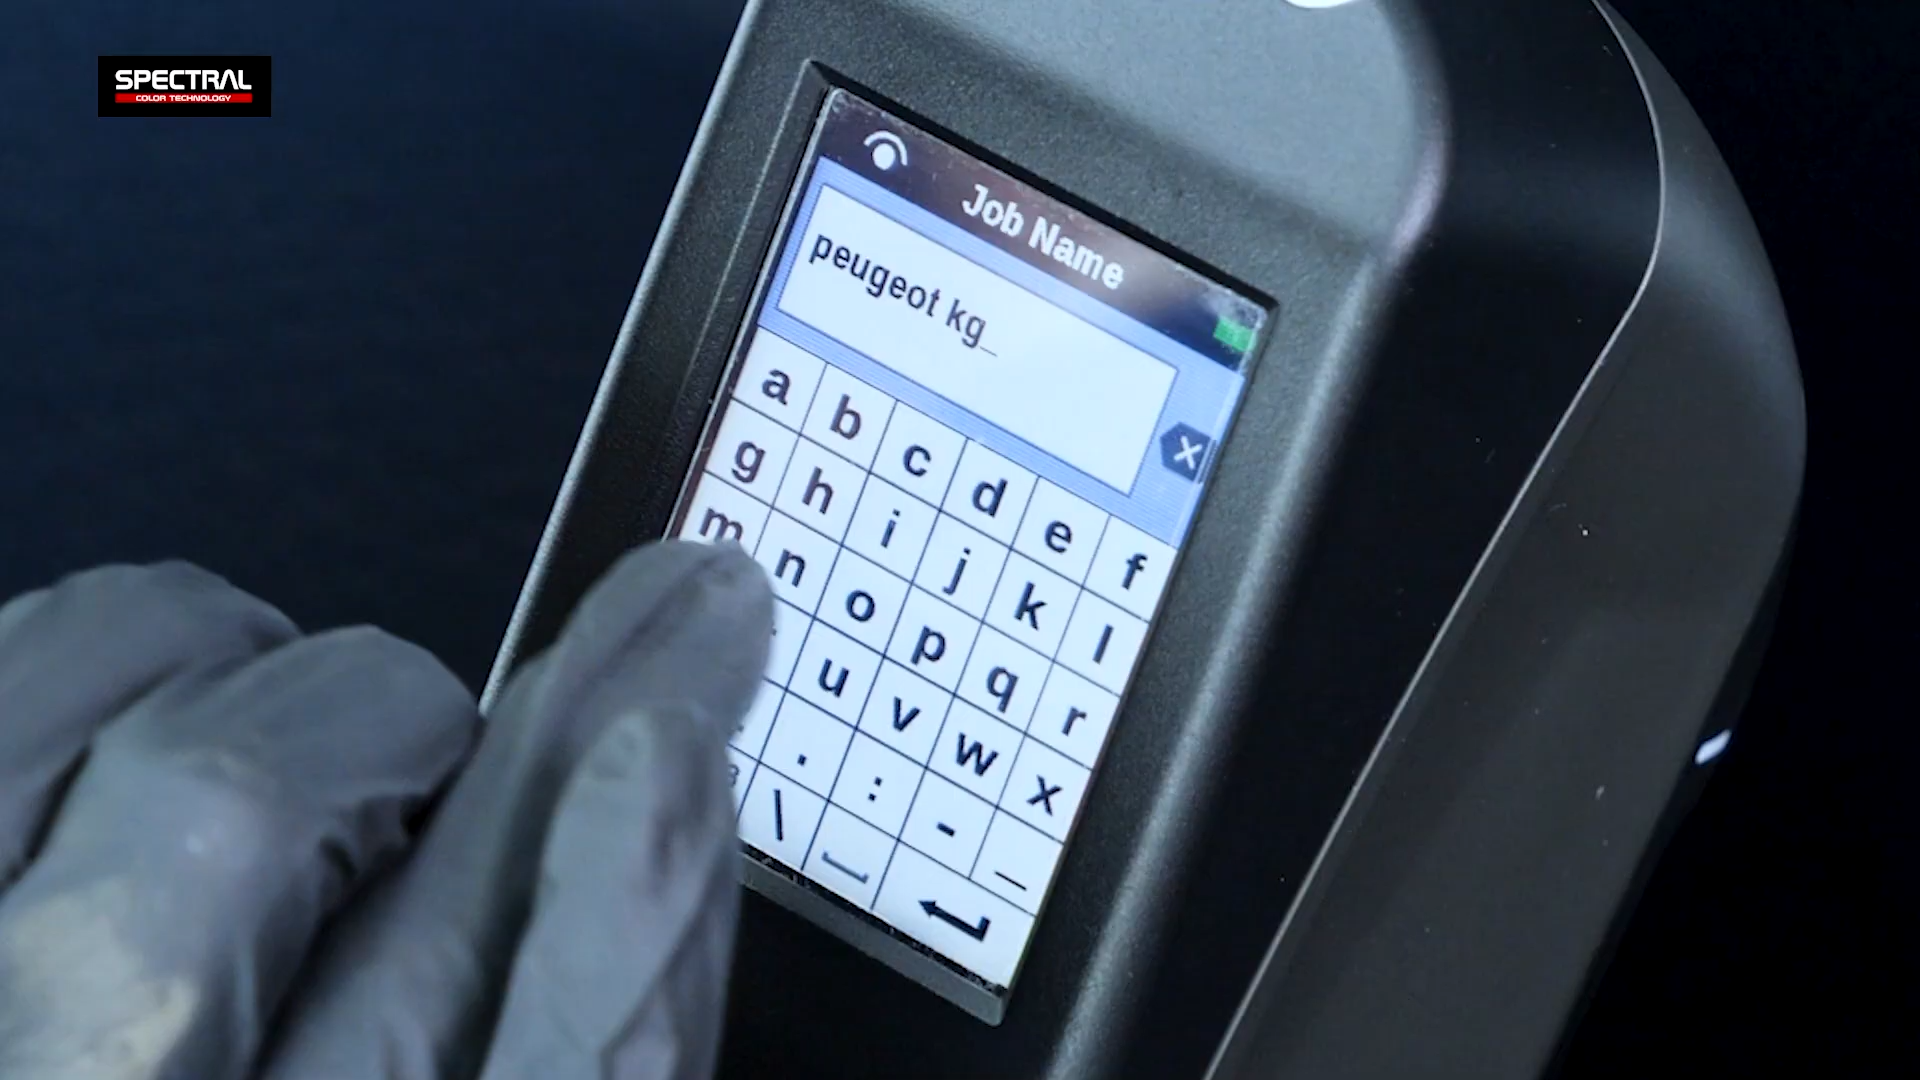 SPECTRAL
COLOR TECHNOLOGY
Job Name
peugeot kg_
a b c d e f
g h i j k l
m n o p q r
u v w x
. : - _
\